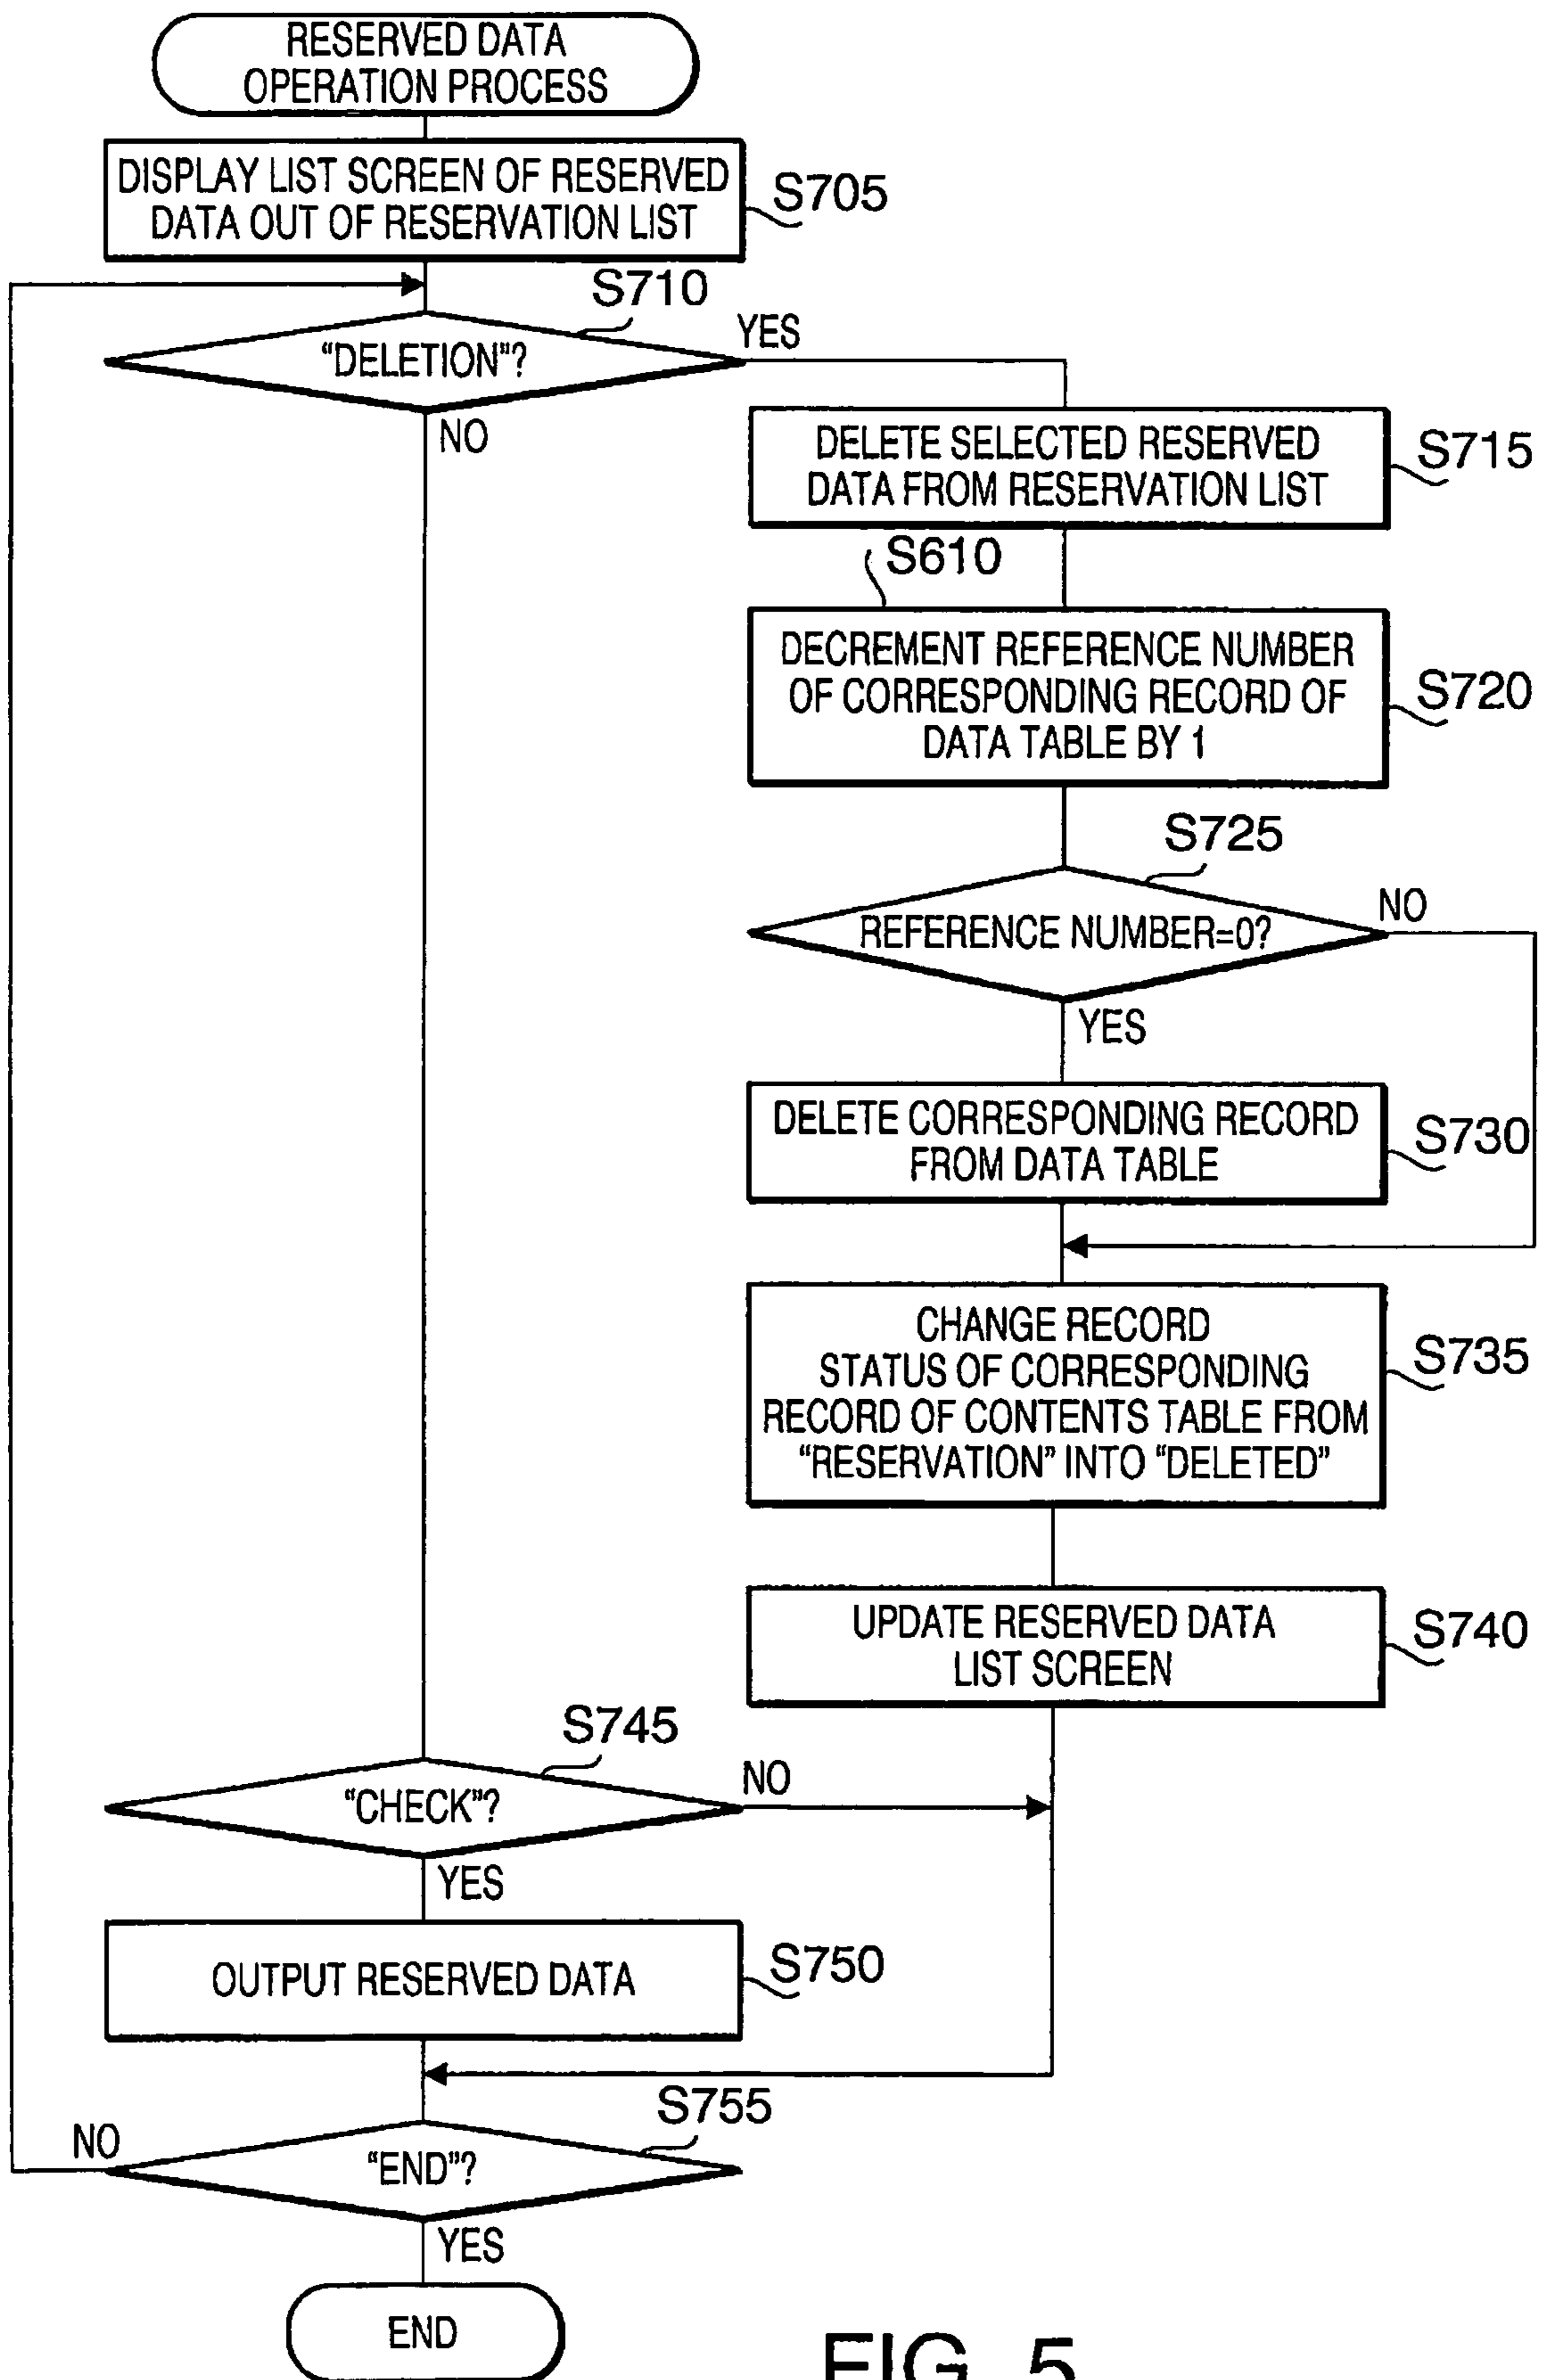 RESERVED DATA
OPERATION PROCESS
DISPLAY LIST SCREEN OF RESERVED
DATA OUT OF RESERVATION LIST
S705
S710
"DELETION"?
YES
NO
DELETE SELECTED RESERVED
DATA FROM RESERVATION LIST
S715
S610
DECREMENT REFERENCE NUMBER
OF CORRESPONDING RECORD OF
DATA TABLE BY 1
S720
S725
REFERENCE NUMBER=0?
NO
YES
DELETE CORRESPONDING RECORD
FROM DATA TABLE
S730
CHANGE RECORD
STATUS OF CORRESPONDING
RECORD OF CONTENTS TABLE FROM
"RESERVATION" INTO "DELETED"
S735
UPDATE RESERVED DATA
LIST SCREEN
S740
S745
"CHECK"?
NO
YES
OUTPUT RESERVED DATA
S750
S755
NO
"END"?
YES
END
FIG. 5